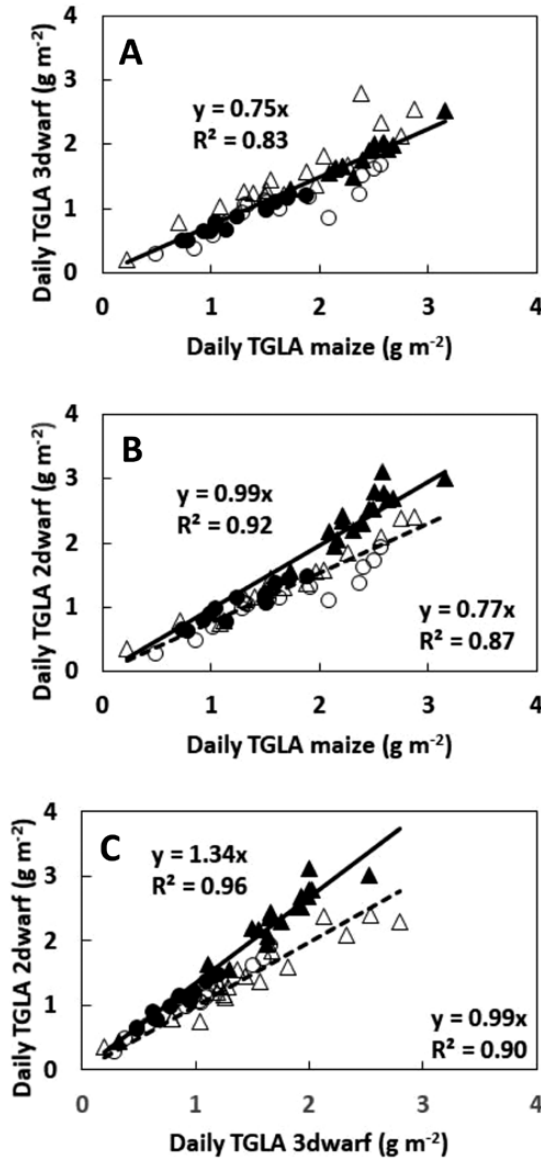 A
4
3
2
1
0
Daily TGLA 3dwarf (g m-2)
y = 0.75x
R² = 0.83
0 1 2 3 4
Daily TGLA maize (g m-2)
B
4
3
2
1
0
Daily TGLA 2dwarf (g m-2)
y = 0.99x
R² = 0.92
y = 0.77x
R² = 0.87
0 1 2 3 4
Daily TGLA maize (g m-2)
C
4
3
2
1
0
Daily TGLA 2dwarf (g m-2)
y = 1.34x
R² = 0.96
y = 0.99x
R² = 0.90
0 1 2 3 4
Daily TGLA 3dwarf (g m-2)